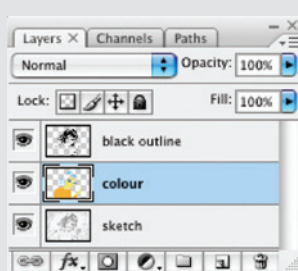 Layers × Channels Paths
Normal Opacity: 100%
Lock: Fill: 100%
black outline
colour
sketch
fx.